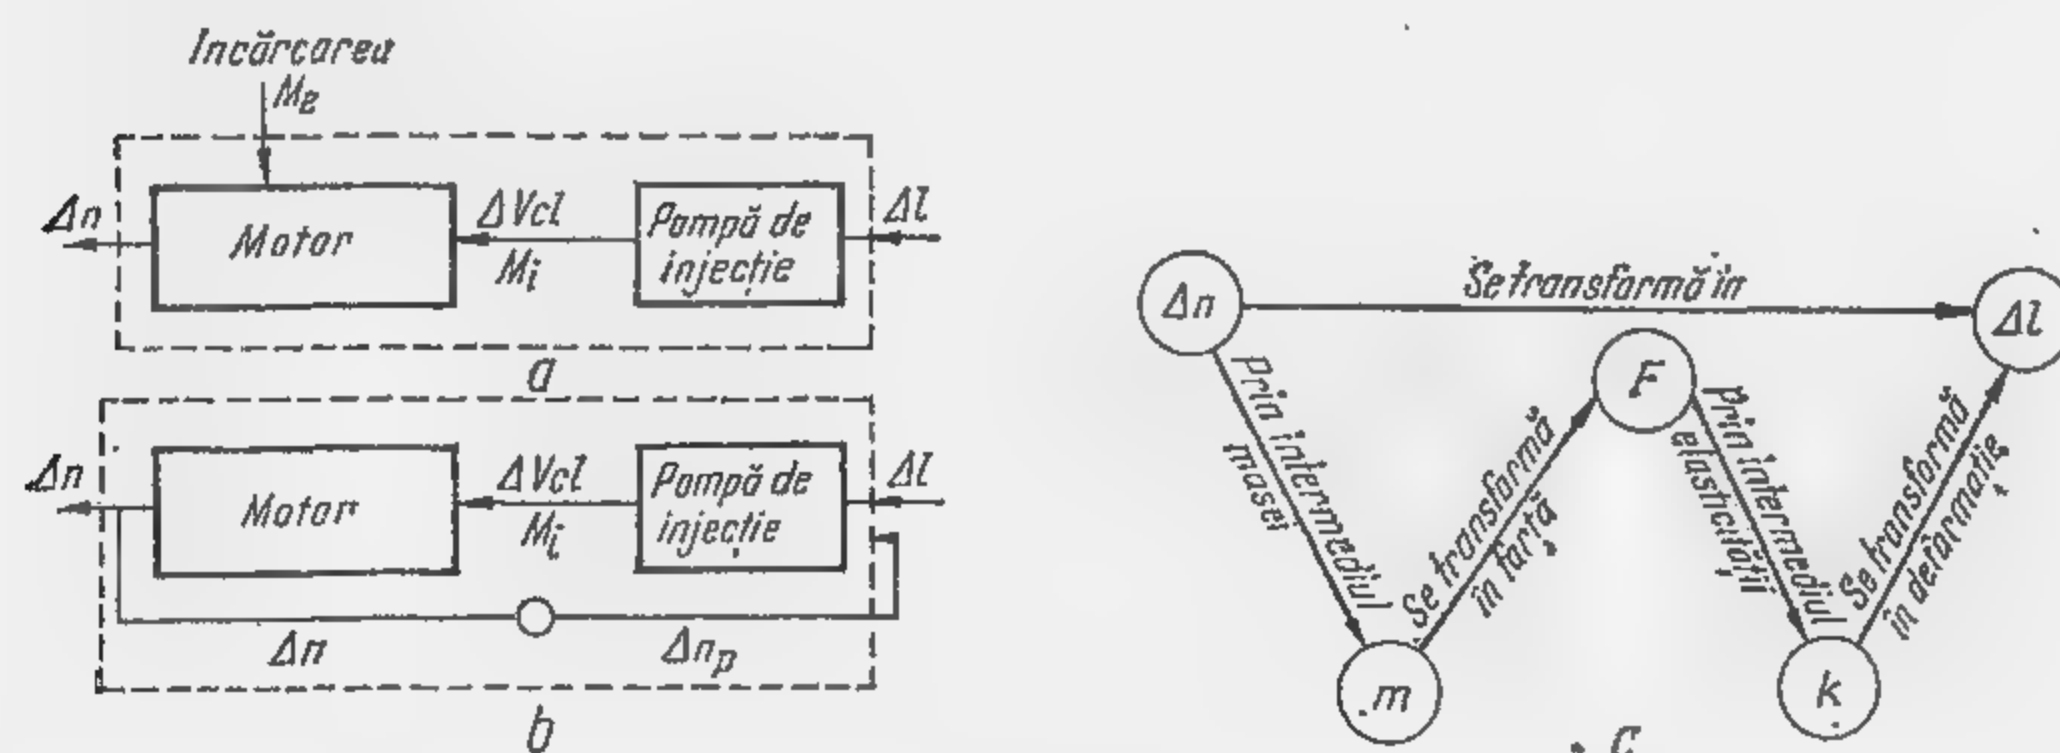 Incărcarea
Me
Δn
Motor
ΔVcl
Mi
Pompă de
injecție
Δl
a
Δn
Motor
ΔVcl
Mi
Pompă de
injecție
Δl
Δn
Δnp
b
Δn
Se transformă în
Δl
F
Prin intermediul
masei
Se transformă
în forță
Prin intermediul
elasticității
Se transformă
în deformație
m
k
c